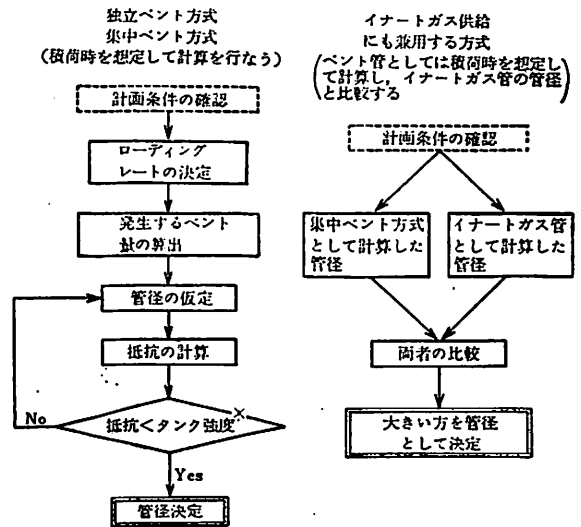 独立ベント方式
集中ベント方式
(積荷時を想定して計算を行なう)
計画条件の確認
ローディング
レートの決定
発生するベント
量の算出
管径の仮定
抵抗の計算
抵抗<タンク強度
No
Yes
管径決定
イナートガス供給
にも兼用する方式
(ベント管としては積荷時を想定し
て計算し,イナートガス管の管径
と比較する)
計画条件の確認
集中ベント方式
として計算した
管径
イナートガス管
として計算した
管径
両者の比較
大きい方を管径
として決定